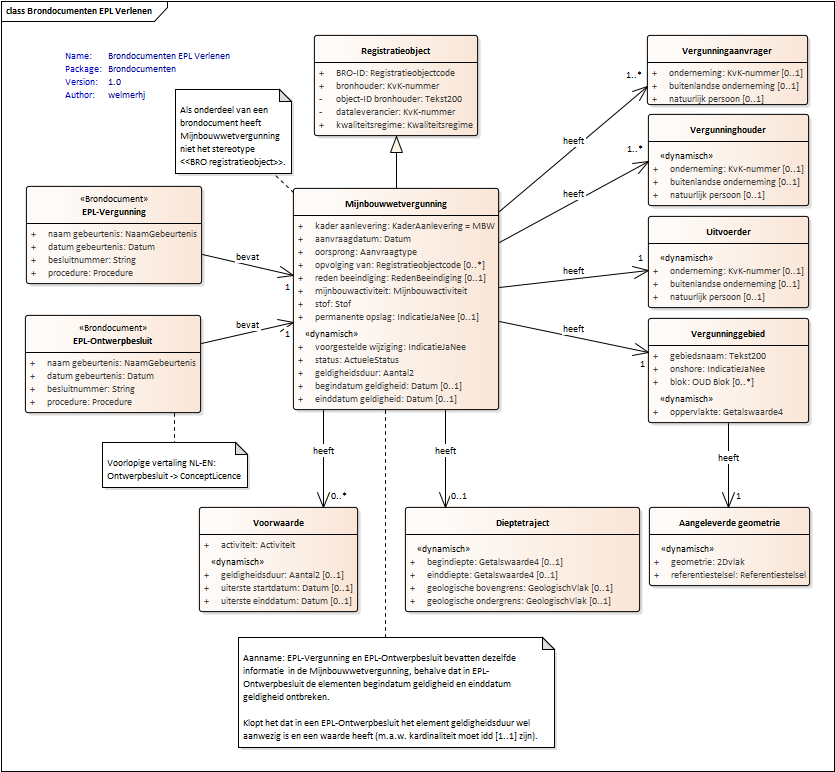 class Brondocumenten EPL Verlenen
Name: Brondocumenten EPL Verlenen
Package: Brondocumenten
Version: 1.0
Author: welmerhj
Als onderdeel van een
brondocument heeft
Mijnbouwwetvergunning
niet het stereotype
<<BRO registratieobject>>.
Registratieobject
+ BRO-ID: Registratieobjectcode
+ bronhouder: KvK-nummer
- object-ID bronhouder: Tekst200
- dataleverancier: KvK-nummer
+ kwaliteitsregime: Kwaliteitsregime
Vergunningaanvrager
+ onderneming: KvK-nummer [0..1]
+ buitenlandse onderneming [0..1]
+ natuurlijk persoon [0..1]
1..*
heeft
Vergunninghouder
«dynamisch»
+ onderneming: KvK-nummer [0..1]
+ buitenlandse onderneming [0..1]
+ natuurlijk persoon [0..1]
1..*
heeft
«Brondocument»
EPL-Vergunning
+ naam gebeurtenis: NaamGebeurtenis
+ datum gebeurtenis: Datum
+ besluitnummer: String
+ procedure: Procedure
bevat
1
Mijnbouwwetvergunning
+ kader aanlevering: KaderAanlevering = MBW
+ aanvraagdatum: Datum
+ oorsprong: Aanvraagtype
+ opvolging van: Registratieobjectcode [0..*]
+ reden beeindiging: RedenBeeindiging [0..1]
+ mijnbouwactiviteit: Mijnbouwactiviteit
+ stof: Stof
+ permanente opslag: IndicatieJaNee [0..1]
«dynamisch»
+ voorgestelde wijziging: IndicatieJaNee
+ status: ActueleStatus
+ geldigheidsduur: Aantal2
+ begindatum geldigheid: Datum [0..1]
+ einddatum geldigheid: Datum [0..1]
Uitvoerder
«dynamisch»
+ onderneming: KvK-nummer [0..1]
+ buitenlandse onderneming [0..1]
+ natuurlijk persoon [0..1]
1
heeft
«Brondocument»
EPL-Ontwerpbesluit
+ naam gebeurtenis: NaamGebeurtenis
+ datum gebeurtenis: Datum
+ besluitnummer: String
+ procedure: Procedure
bevat
1
Vergunninggebied
+ gebiedsnaam: Tekst200
+ onshore: IndicatieJaNee
+ blok: OUD Blok [0..*]
«dynamisch»
+ oppervlakte: Getalswaarde4
heeft
1
Voorlopige vertaling NL-EN:
Ontwerpbesluit -> ConceptLicence
heeft
0..*
heeft
0..1
heeft
1
Voorwaarde
+ activiteit: Activiteit
«dynamisch»
+ geldigheidsduur: Aantal2 [0..1]
+ uiterste startdatum: Datum [0..1]
+ uiterste einddatum: Datum [0..1]
Dieptetraject
«dynamisch»
+ begindiepte: Getalswaarde4 [0..1]
+ einddiepte: Getalswaarde4 [0..1]
+ geologische bovengrens: GeologischVlak [0..1]
+ geologische ondergrens: GeologischVlak [0..1]
Aangeleverde geometrie
«dynamisch»
+ geometrie: 2Dvlak
+ referentiestelsel: Referentiestelsel
Aanname: EPL-Vergunning en EPL-Ontwerpbesluit bevatten dezelfde
informatie in de Mijnbouwwetvergunning, behalve dat in EPL-
Ontwerpbesluit de elementen begindatum geldigheid en einddatum
geldigheid ontbreken.
Klopt het dat in een EPL-Ontwerpbesluit het element geldigheidsduur wel
aanwezig is en een waarde heeft (m.a.w. kardinaliteit moet idd [1..1] zijn).